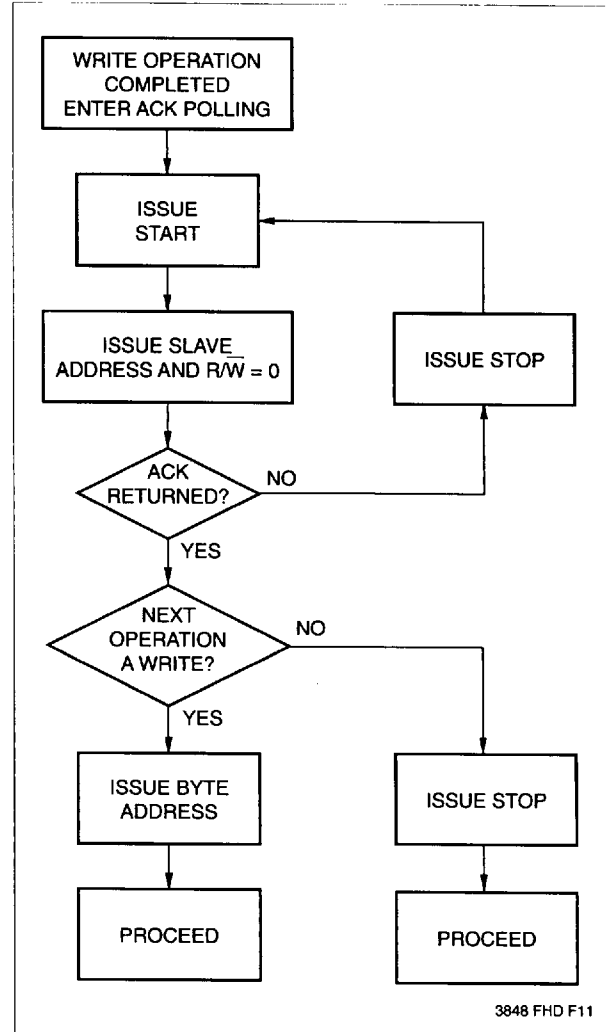 WRITE OPERATION
COMPLETED
ENTER ACK POLLING
ISSUE
START
ISSUE SLAVE
ADDRESS AND R/W̅ = 0
ISSUE STOP
ACK
RETURNED?
NO
YES
NEXT
OPERATION
A WRITE?
NO
YES
ISSUE BYTE
ADDRESS
ISSUE STOP
PROCEED
PROCEED
3848 FHD F11